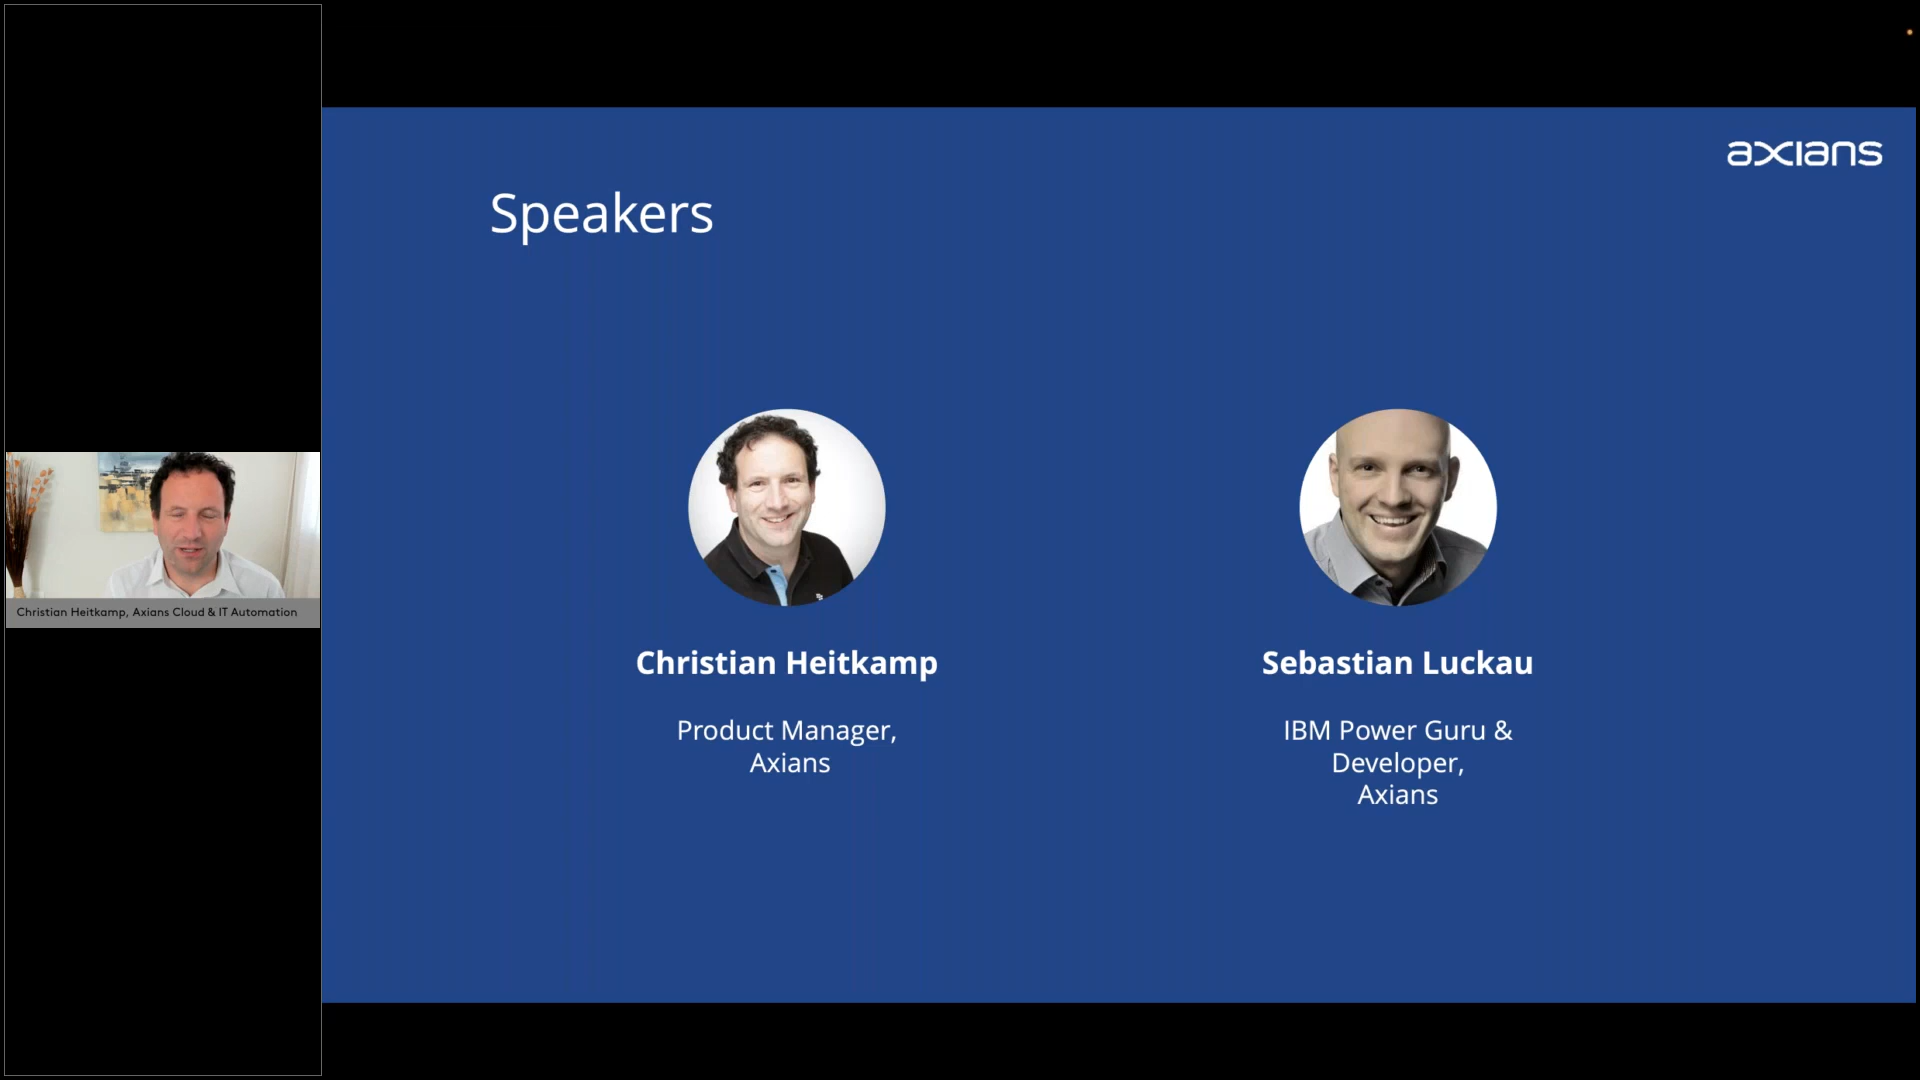 axians
Speakers
Christian Heitkamp, Axians Cloud & IT Automation
Christian Heitkamp
Product Manager,
Axians
Sebastian Luckau
IBM Power Guru &
Developer,
Axians